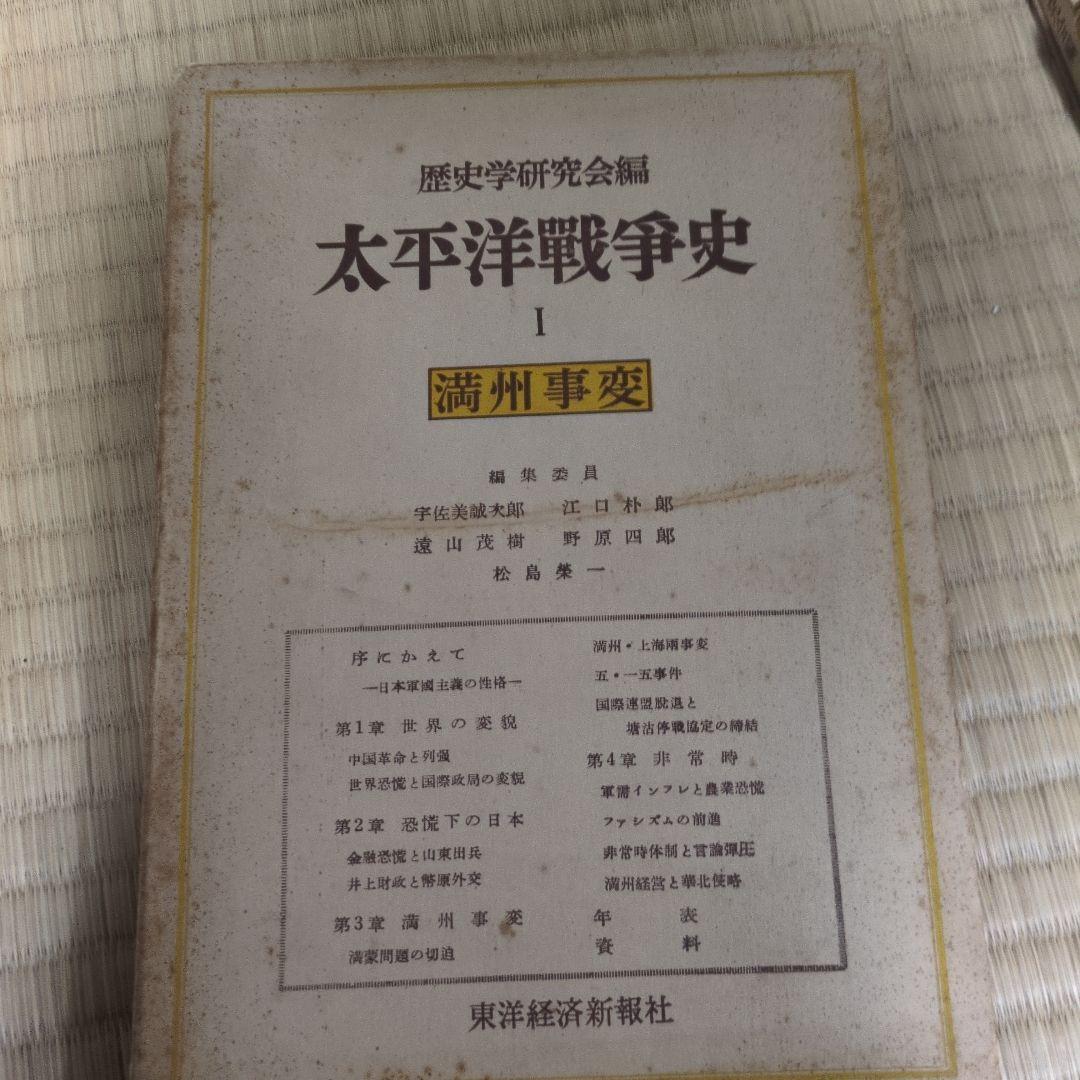 歴史学研究会編
太平洋戰爭史
I
満州事変
編集委員
宇佐美誠次郎 江口朴郎
遠山茂樹 野原四郎
松島榮一
序にかえて
―日本軍國主義の性格―
第1章 世界の変貌
中国革命と列强
世界恐慌と国際政局の変貌
第2章 恐慌下の日本
金融恐慌と山東出兵
井上財政と幣原外交
第3章 満州事変
満蒙問題の切迫
満州・上海両事変
五・一五事件
国際連盟脱退と
塘沽停戰協定の締結
第4章 非常時
軍需インフレと農業恐慌
ファシズムの前進
非常時体制と言論彈圧
満州経営と華北侵略
年表
資料
東洋経済新報社